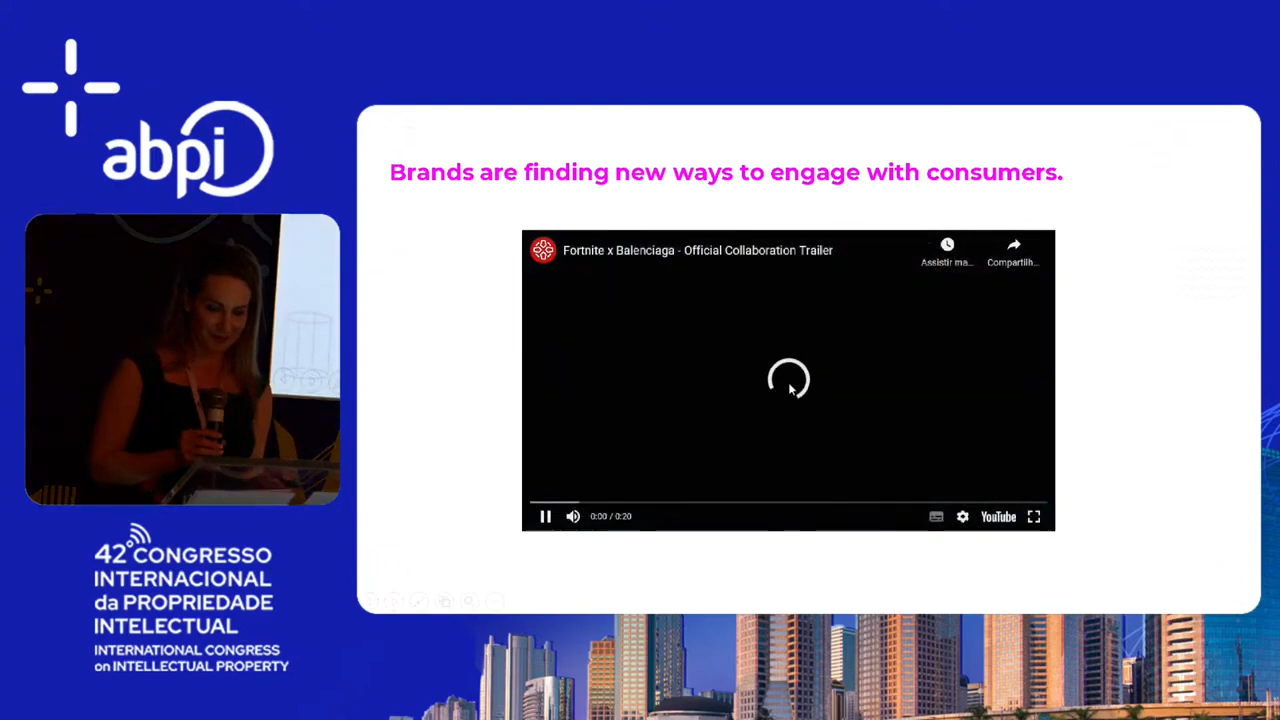 abpi
Brands are finding new ways to engage with consumers.
Fortnite x Balenciaga - Official Collaboration Trailer
Assistir ma...
Compartilh...
0:00 / 0:20
YouTube
42º CONGRESSO
INTERNACIONAL
da PROPRIEDADE
INTELECTUAL
INTERNATIONAL CONGRESS
on INTELLECTUAL PROPERTY